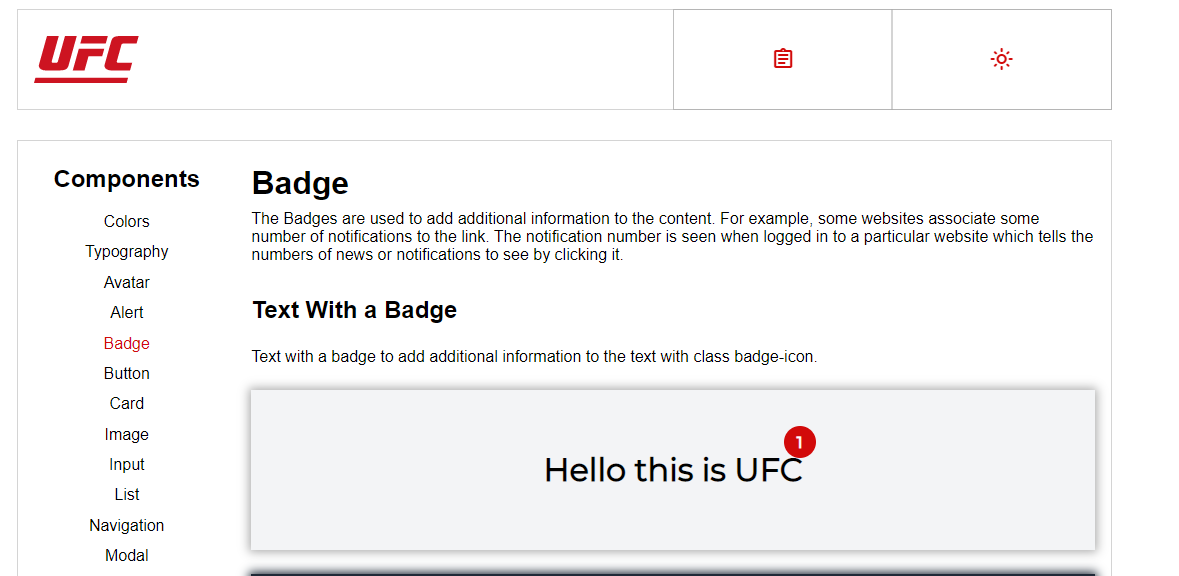 UFC
Components
Colors
Typography
Avatar
Alert
Badge
Button
Card
Image
Input
List
Navigation
Modal
Badge
The Badges are used to add additional information to the content. For example, some websites associate some
number of notifications to the link. The notification number is seen when logged in to a particular website which tells the
numbers of news or notifications to see by clicking it.
Text With a Badge
Text with a badge to add additional information to the text with class badge-icon.
1
Hello this is UFC